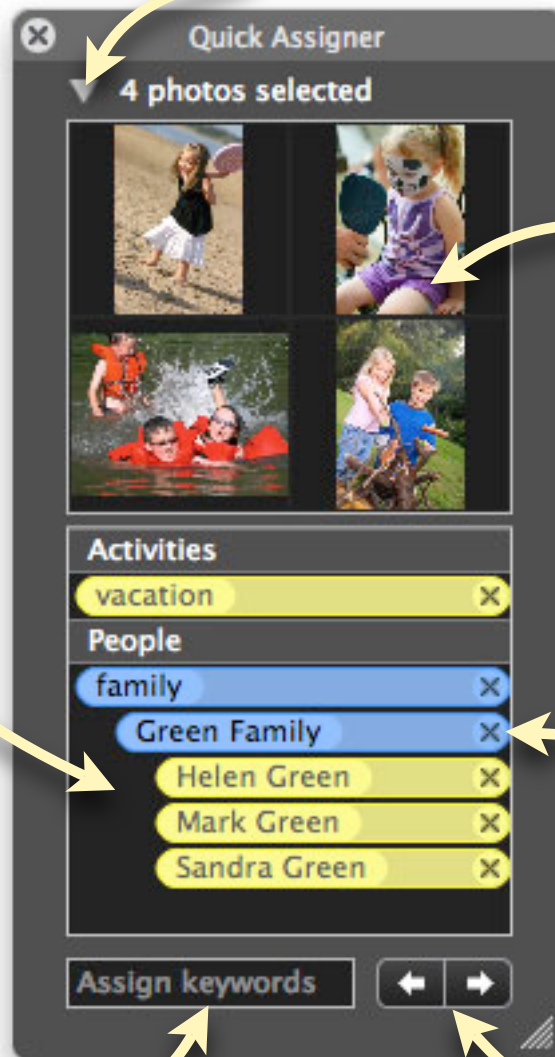 Quick Assigner
4 photos selected
Activities
vacation
People
family
Green Family
Helen Green
Mark Green
Sandra Green
Assign keywords